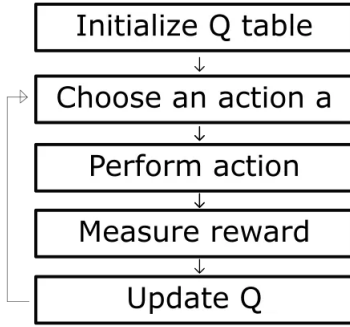 Initialize Q table
Choose an action a
Perform action
Measure reward
Update Q